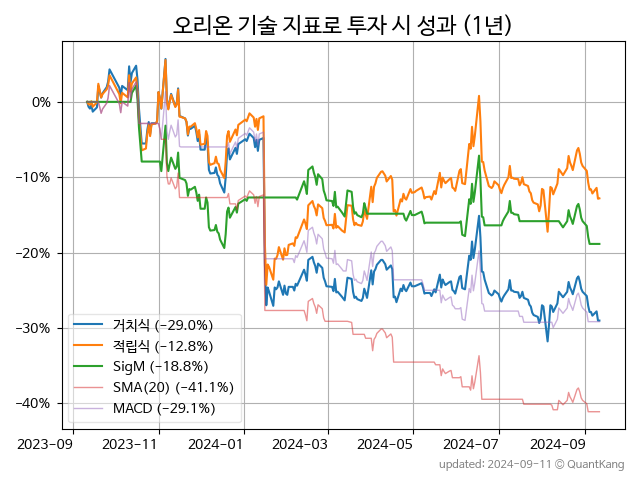 오리온 기술 지표로 투자 시 성과 (1년)
0%
−10%
−20%
−30%
−40%
거치식 (−29.0%)
적립식 (−12.8%)
SigM (−18.8%)
SMA(20) (−41.1%)
MACD (−29.1%)
2023-09 2023-11 2024-01 2024-03 2024-05 2024-07 2024-09
updated: 2024-09-11 © QuantKang